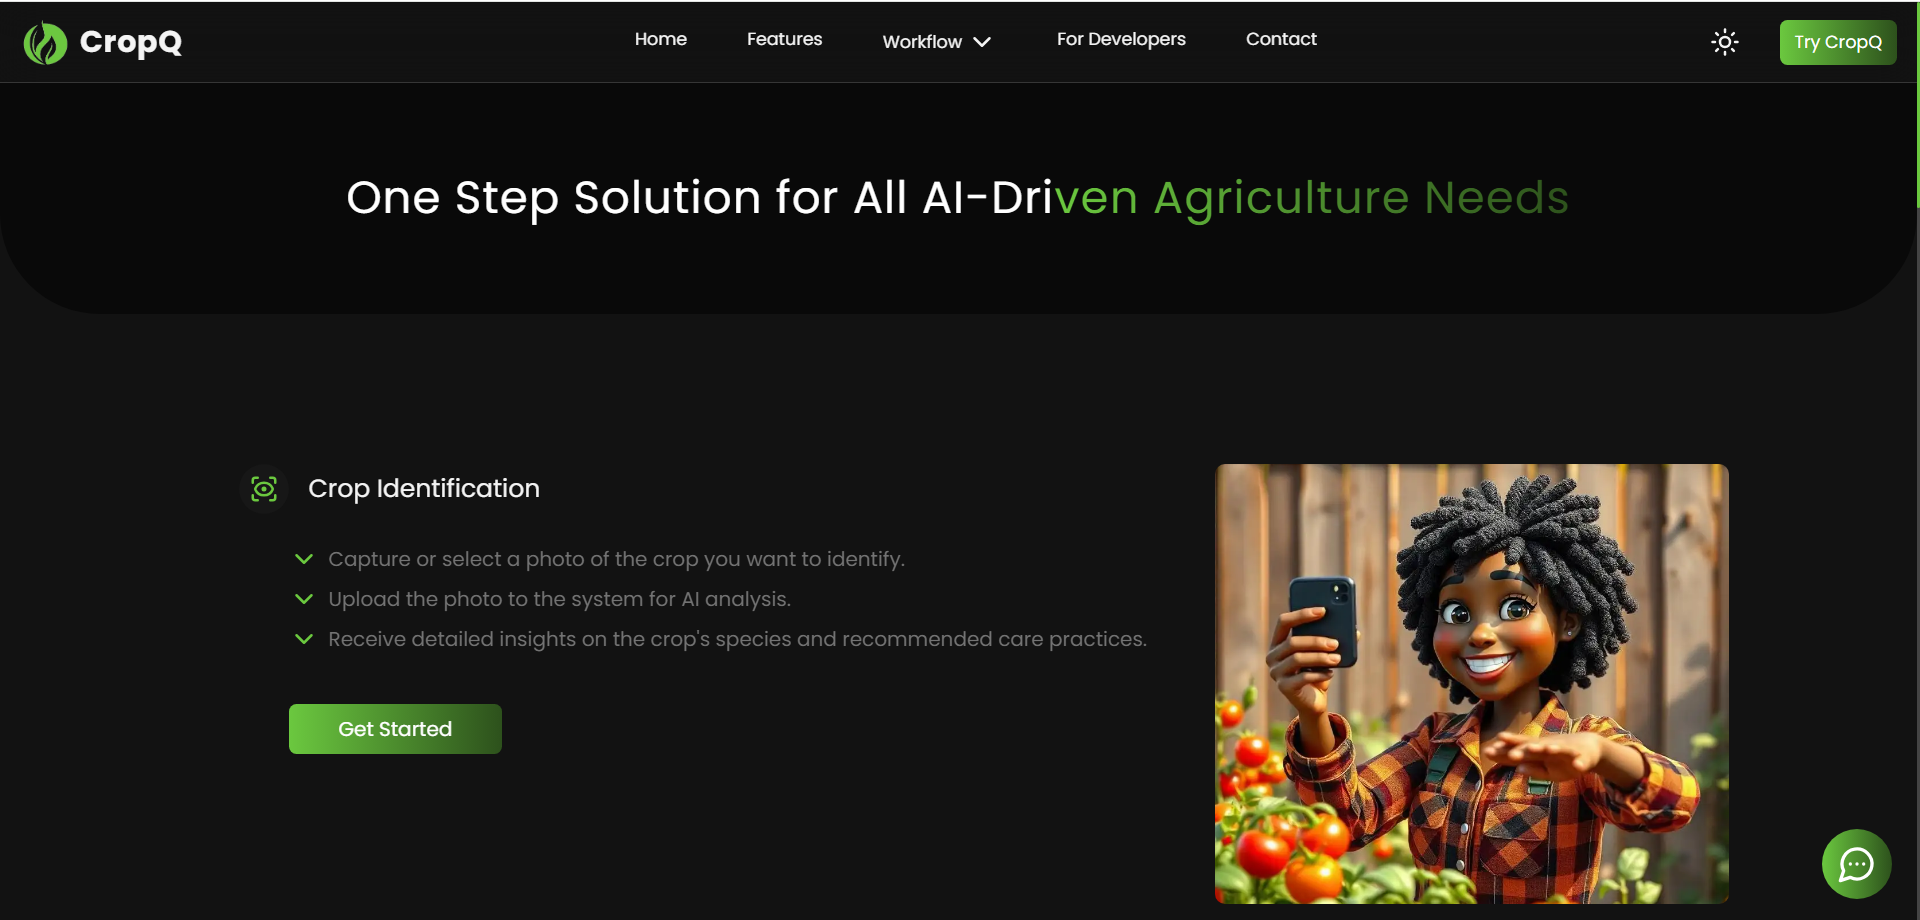 CropQ
Home
Features
Workflow
For Developers
Contact
Try CropQ
One Step Solution for All AI-Driven Agriculture Needs
Crop Identification
Capture or select a photo of the crop you want to identify.
Upload the photo to the system for AI analysis.
Receive detailed insights on the crop's species and recommended care practices.
Get Started